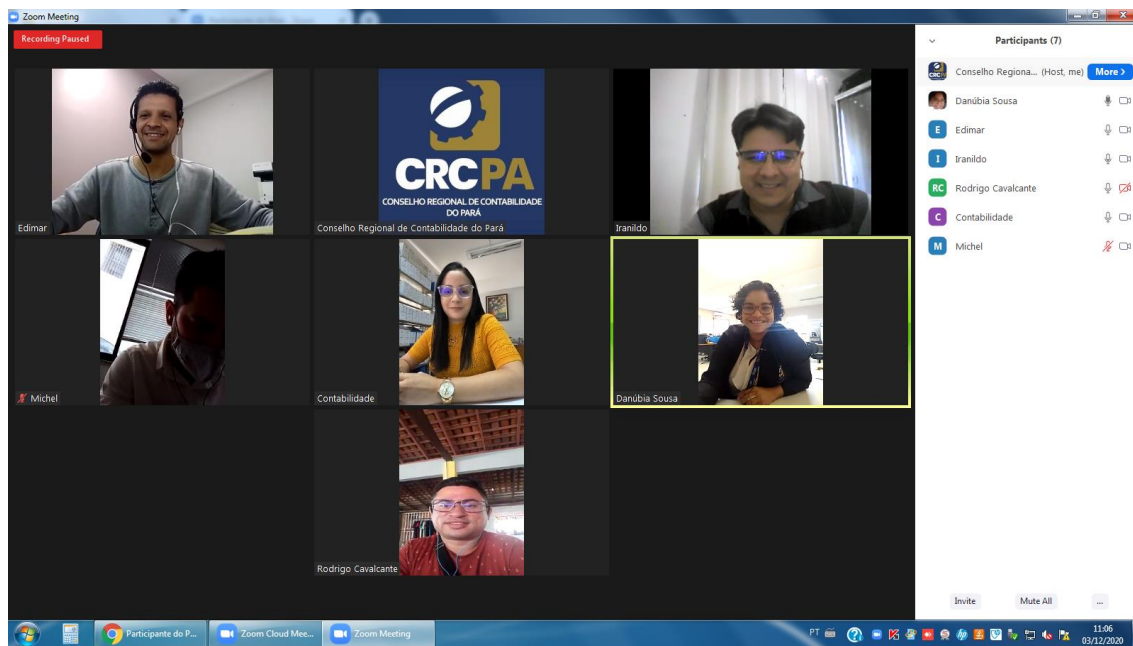 Zoom Meeting
Recording Paused
Edimar
CRCPA
CONSELHO REGIONAL DE CONTABILIDADE
DO PARÁ
Conselho Regional de Contabilidade do Pará
Iranildo
Michel
Contabilidade
Danúbia Sousa
Rodrigo Cavalcante
Participants (7)
CRCPA
Conselho Regiona... (Host, me) More >
Danúbia Sousa
E Edimar
I Iranildo
RC Rodrigo Cavalcante
C Contabilidade
M Michel
Invite Mute All ...
Participante do P... Zoom Cloud Mee... Zoom Meeting
PT 11:06
03/12/2020